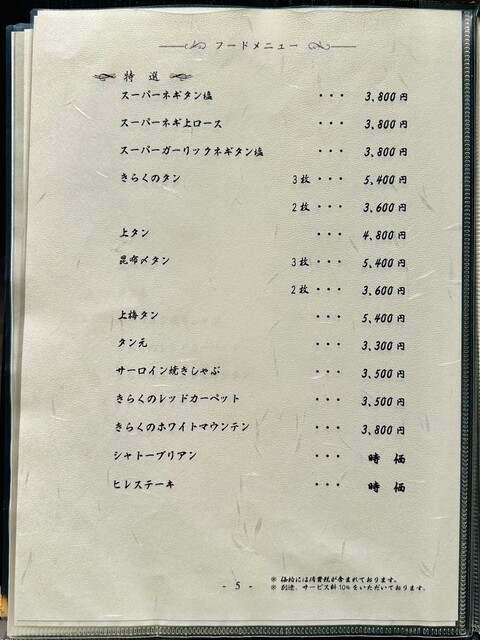 フードメニュー
特 選
スーパーネギタン塩 ・・・ 3,800円
スーパーネギ上ロース ・・・ 3,800円
スーパーガーリックネギタン塩 ・・・ 3,800円
きらくのタン 3枚・・・ 5,400円
2枚・・・ 3,600円
上タン ・・・ 4,800円
昆布〆タン 3枚・・・ 5,400円
2枚・・・ 3,600円
上梅タン ・・・ 5,400円
タン元 ・・・ 3,300円
サーロイン焼きしゃぶ ・・・ 3,500円
きらくのレッドカーペット ・・・ 3,500円
きらくのホワイトマウンテン ・・・ 3,800円
シャトーブリアン ・・・ 時 価
ヒレステーキ ・・・ 時 価
※ 価格には消費税が含まれております。
※ 別途、サービス料10%をいただいております。
- 5 -